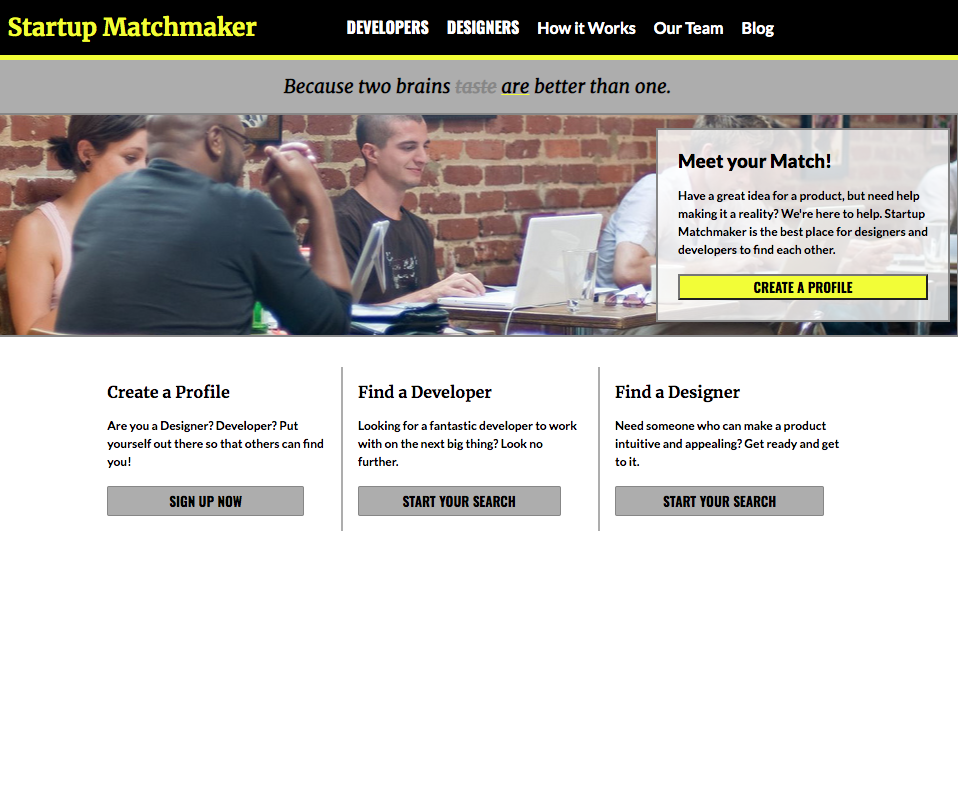 Startup Matchmaker
DEVELOPERS DESIGNERS How it Works Our Team Blog
Because two brains taste are better than one.
Meet your Match!
Have a great idea for a product, but need help
making it a reality? We're here to help. Startup
Matchmaker is the best place for designers and
developers to find each other.
CREATE A PROFILE
Create a Profile
Are you a Designer? Developer? Put
yourself out there so that others can find
you!
SIGN UP NOW
Find a Developer
Looking for a fantastic developer to work
with on the next big thing? Look no
further.
START YOUR SEARCH
Find a Designer
Need someone who can make a product
intuitive and appealing? Get ready and get
to it.
START YOUR SEARCH